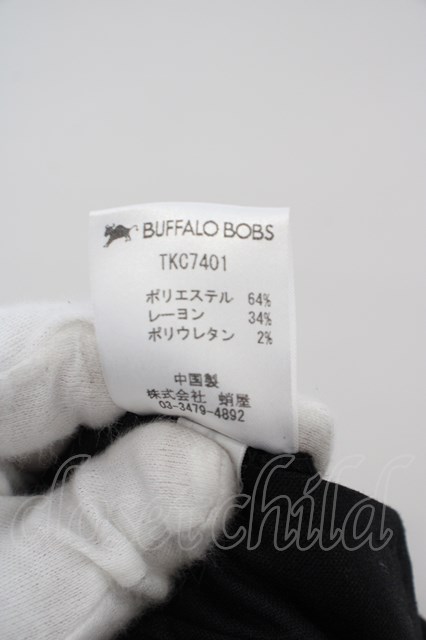 BUFFALO BOBS
TKC7401
ポリエステル 64%
レーヨン 34%
ポリウレタン 2%
中国製
株式会社 蛸屋
03-3479-4892
closetchild